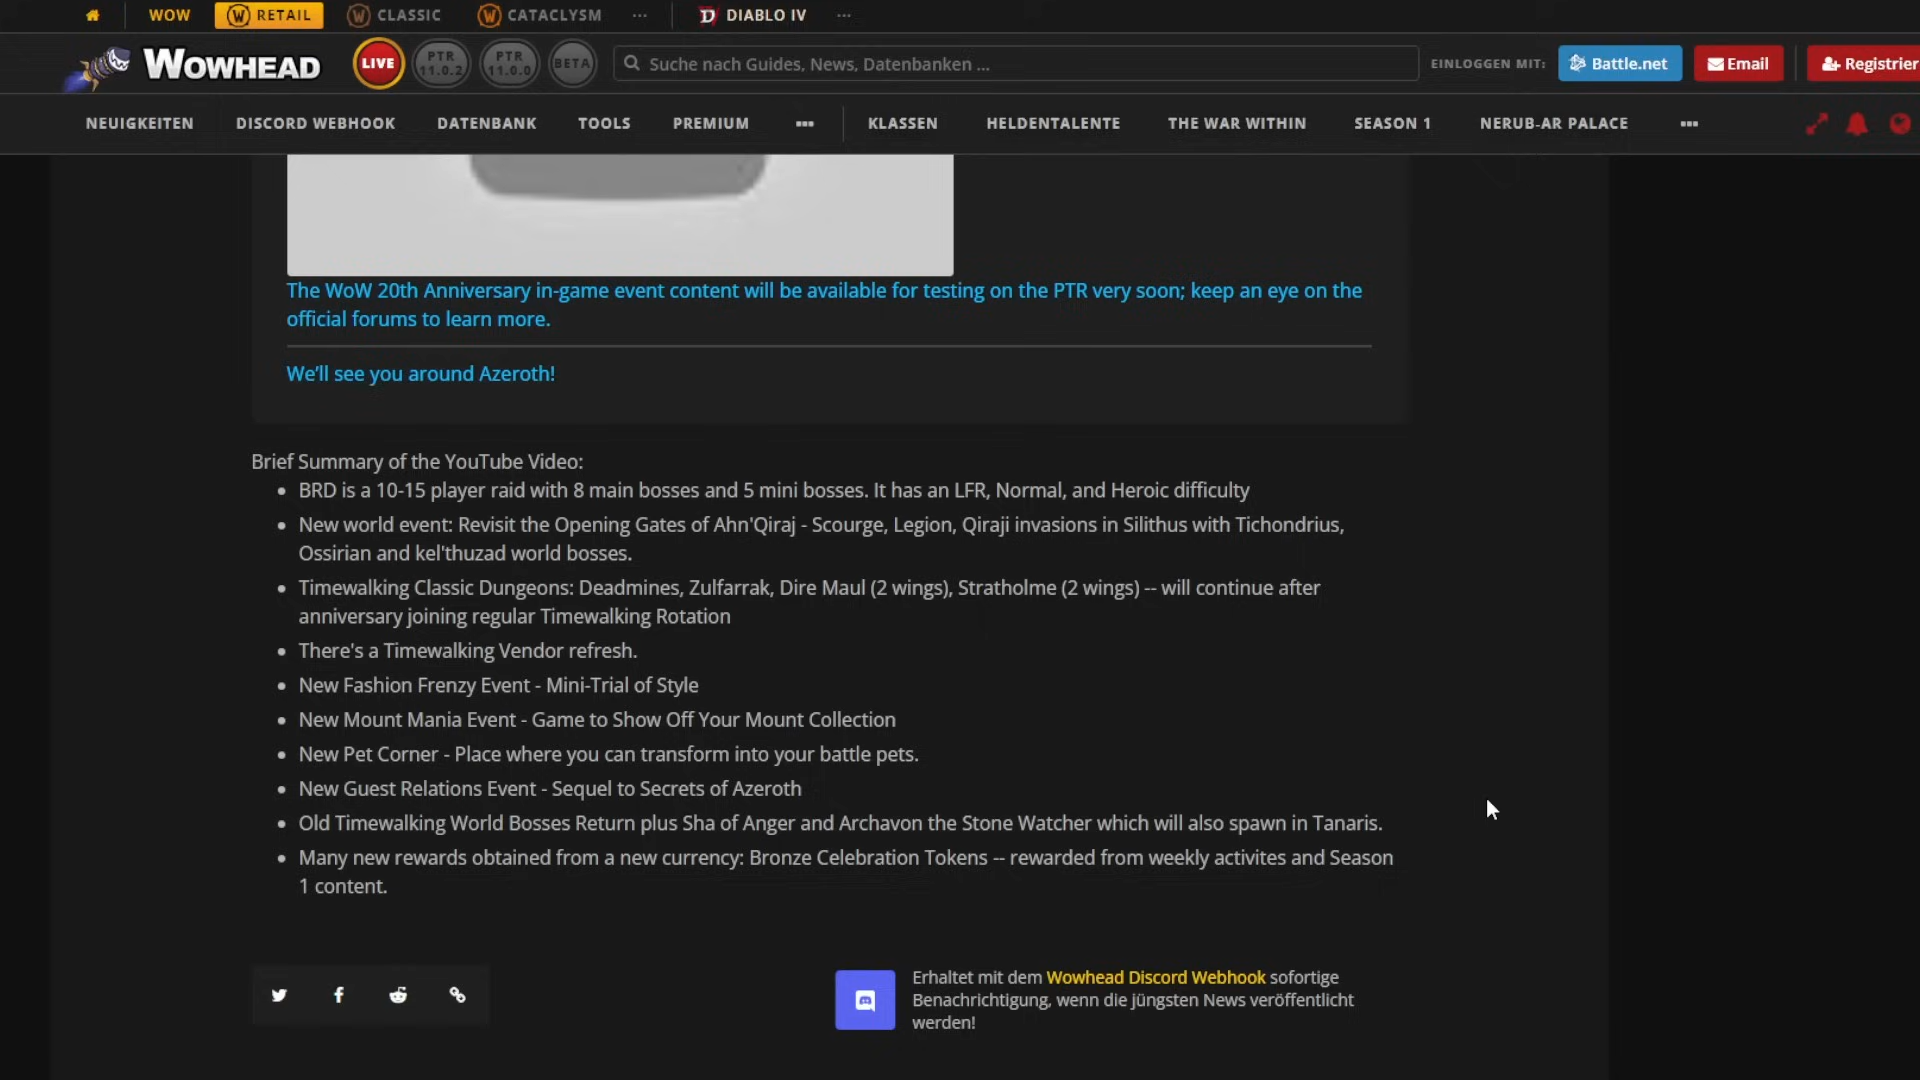 WOW RETAIL CLASSIC CATACLYSM ... DIABLO IV ...
WOWHEAD LIVE PTR 11.0.2 PTR 11.0.0 BETA Suche nach Guides, News, Datenbanken ... EINLOGGEN MIT: Battle.net Email Registrier
NEUIGKEITEN DISCORD WEBHOOK DATENBANK TOOLS PREMIUM ... KLASSEN HELDENTALENTE THE WAR WITHIN SEASON 1 NERUB-AR PALACE ...
The WoW 20th Anniversary in-game event content will be available for testing on the PTR very soon; keep an eye on the
official forums to learn more.
We'll see you around Azeroth!
Brief Summary of the YouTube Video:
• BRD is a 10-15 player raid with 8 main bosses and 5 mini bosses. It has an LFR, Normal, and Heroic difficulty
• New world event: Revisit the Opening Gates of Ahn'Qiraj - Scourge, Legion, Qiraji invasions in Silithus with Tichondrius,
Ossirian and kel'thuzad world bosses.
• Timewalking Classic Dungeons: Deadmines, Zulfarrak, Dire Maul (2 wings), Stratholme (2 wings) -- will continue after
anniversary joining regular Timewalking Rotation
• There's a Timewalking Vendor refresh.
• New Fashion Frenzy Event - Mini-Trial of Style
• New Mount Mania Event - Game to Show Off Your Mount Collection
• New Pet Corner - Place where you can transform into your battle pets.
• New Guest Relations Event - Sequel to Secrets of Azeroth
• Old Timewalking World Bosses Return plus Sha of Anger and Archavon the Stone Watcher which will also spawn in Tanaris.
• Many new rewards obtained from a new currency: Bronze Celebration Tokens -- rewarded from weekly activites and Season
1 content.
Erhaltet mit dem Wowhead Discord Webhook sofortige
Benachrichtigung, wenn die jüngsten News veröffentlicht
werden!